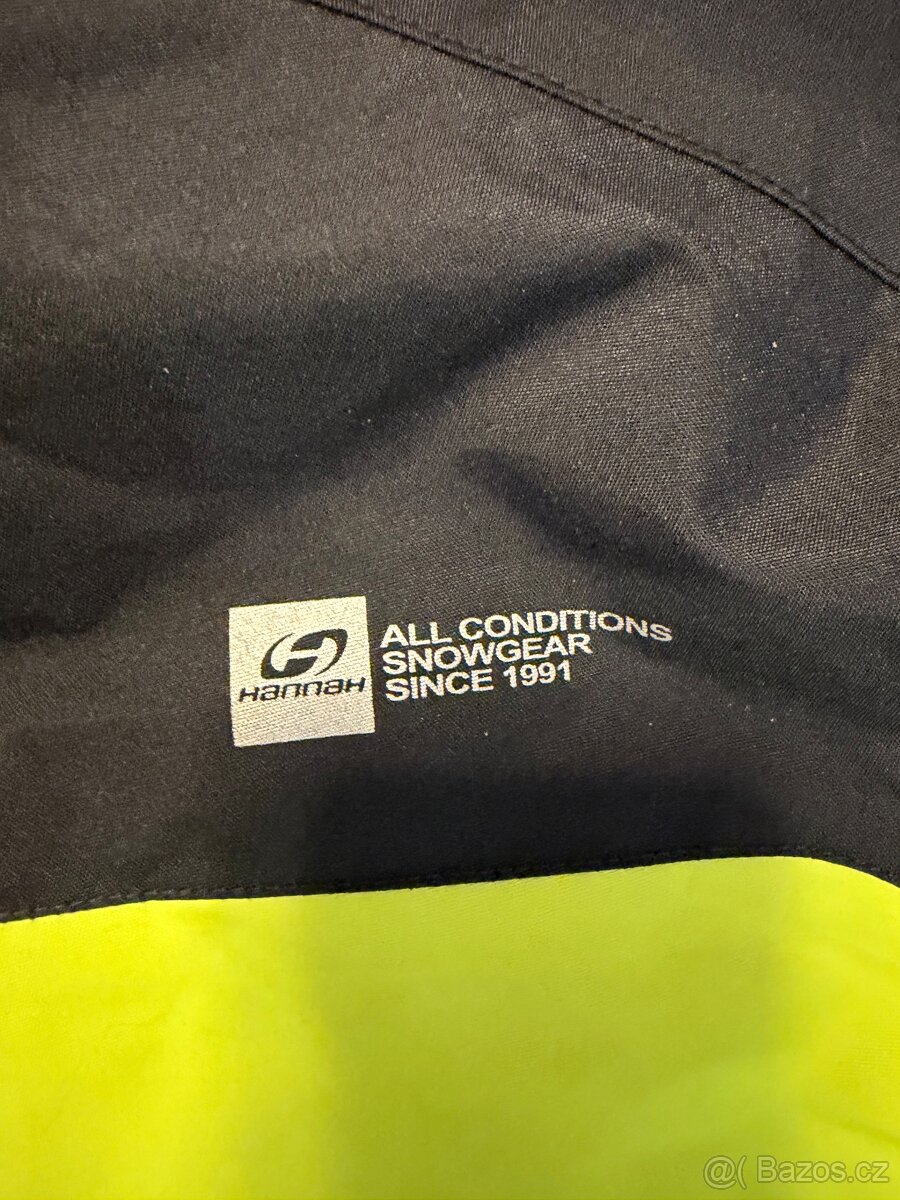 HannaH
ALL CONDITIONS
SNOWGEAR
SINCE 1991
@( Bazos.cz